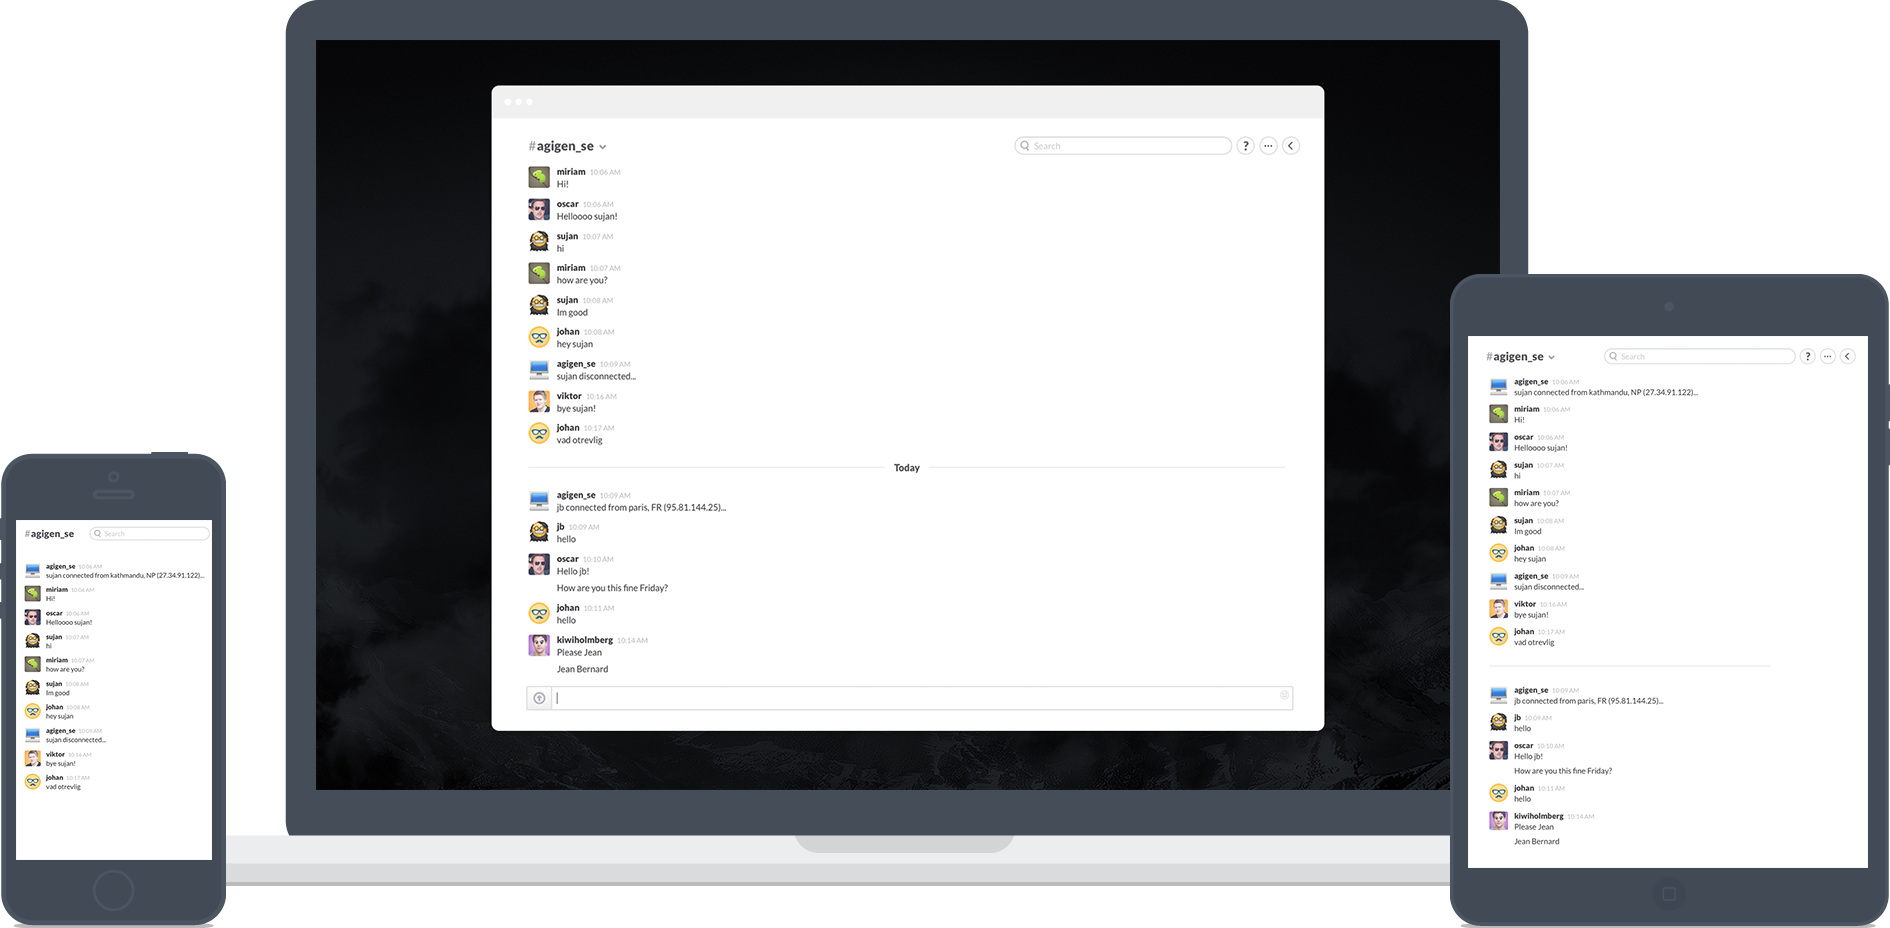 #agigen_se
Search
?
miriam 10:06 AM
Hi!
oscar 10:06 AM
Helloooo sujan!
sujan 10:07 AM
hi
miriam 10:07 AM
how are you?
sujan 10:08 AM
Im good
johan 10:08 AM
hey sujan
agigen_se 10:09 AM
sujan disconnected...
viktor 10:16 AM
bye sujan!
johan 10:17 AM
vad otrevlig
Today
agigen_se 10:09 AM
jb connected from paris, FR (95.81.144.25)...
jb 10:09 AM
hello
oscar 10:10 AM
Hello jb!
How are you this fine Friday?
johan 10:11 AM
hello
kiwiholmberg 10:14 AM
Please Jean
Jean Bernard
#agigen_se
Search
?
agigen_se 10:06 AM
sujan connected from kathmandu, NP (27.34.91.122)...
miriam 10:06 AM
Hi!
oscar 10:06 AM
Helloooo sujan!
sujan 10:07 AM
hi
miriam 10:07 AM
how are you?
sujan 10:08 AM
Im good
johan 10:08 AM
hey sujan
agigen_se 10:09 AM
sujan disconnected...
viktor 10:16 AM
bye sujan!
johan 10:17 AM
vad otrevlig
agigen_se 10:09 AM
jb connected from paris, FR (95.81.144.25)...
jb 10:09 AM
hello
oscar 10:10 AM
Hello jb!
How are you this fine Friday?
johan 10:11 AM
hello
kiwiholmberg 10:14 AM
Please Jean
Jean Bernard
#agigen_se
Search
agigen_se 10:06 AM
sujan connected from kathmandu, NP (27.34.91.122)...
miriam 10:06 AM
Hi!
oscar 10:06 AM
Helloooo sujan!
sujan 10:07 AM
hi
miriam 10:07 AM
how are you?
sujan 10:08 AM
Im good
johan 10:08 AM
hey sujan
agigen_se 10:09 AM
sujan disconnected...
viktor 10:16 AM
bye sujan!
johan 10:17 AM
vad otrevlig